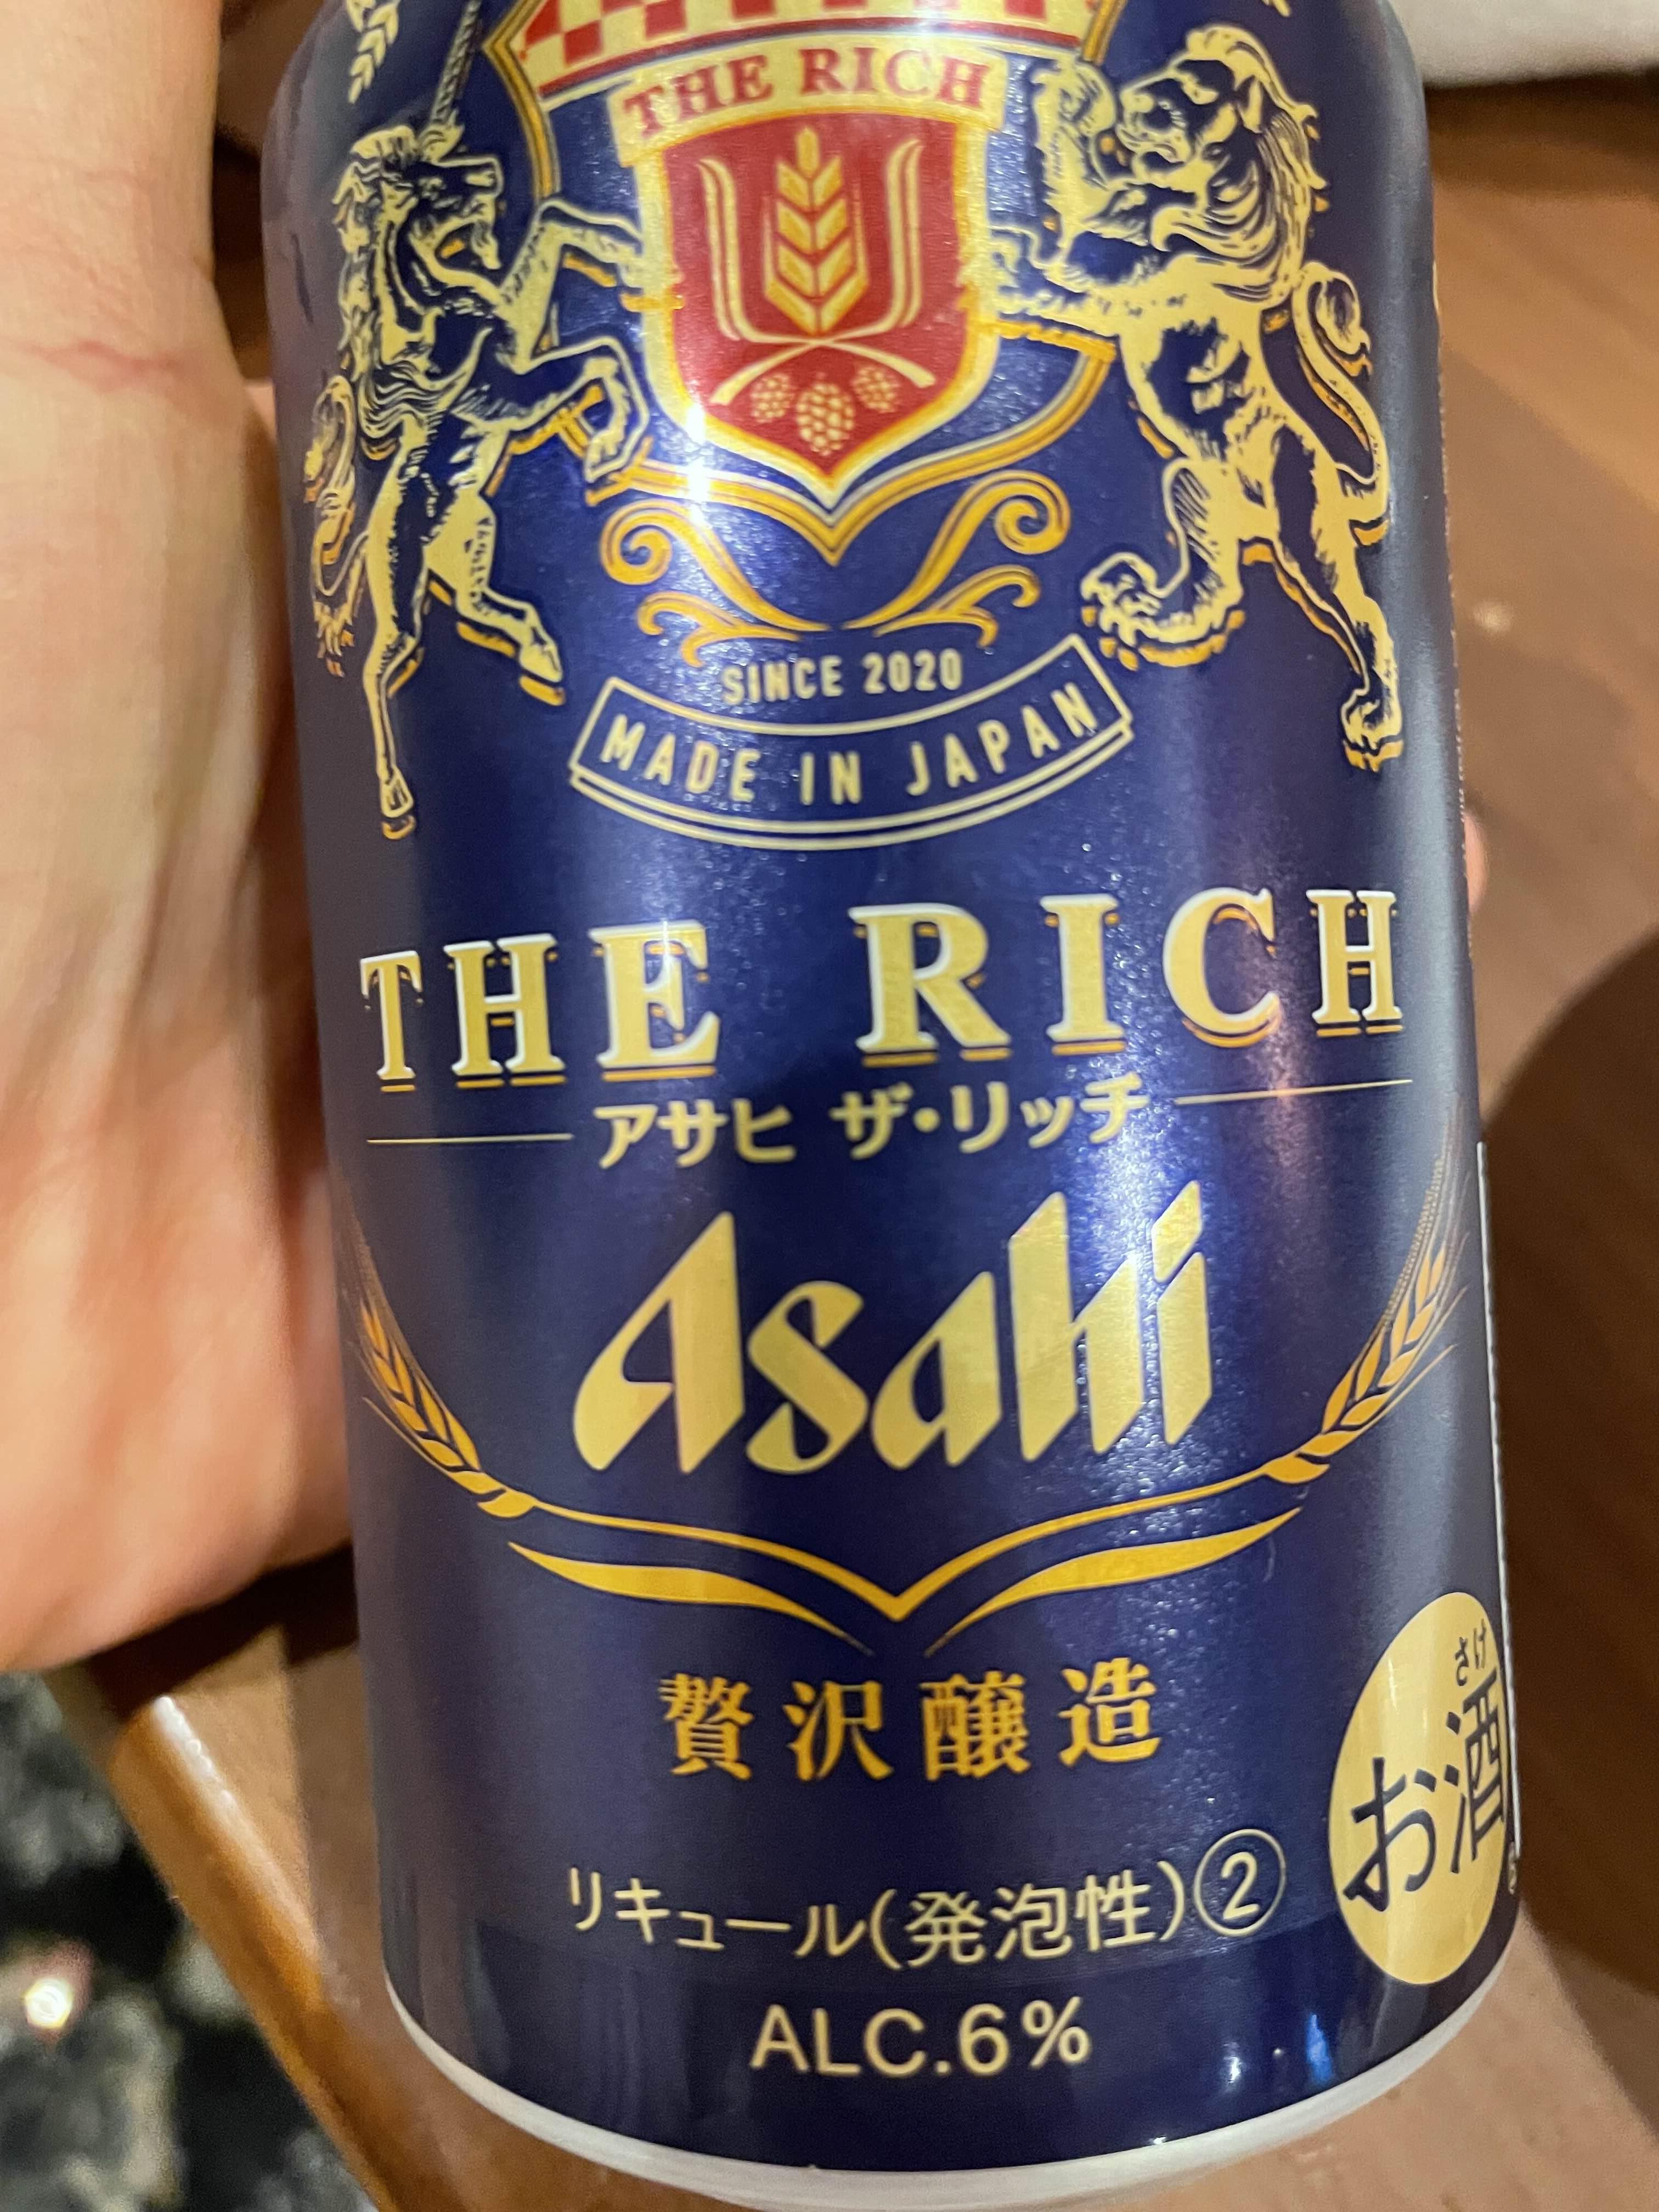 THE RICH
SINCE 2020
MADE IN JAPAN
THE RICH
アサヒ ザ・リッチ
Asahi
贅沢醸造
さけ
お酒
リキュール(発泡性)②
ALC.6%